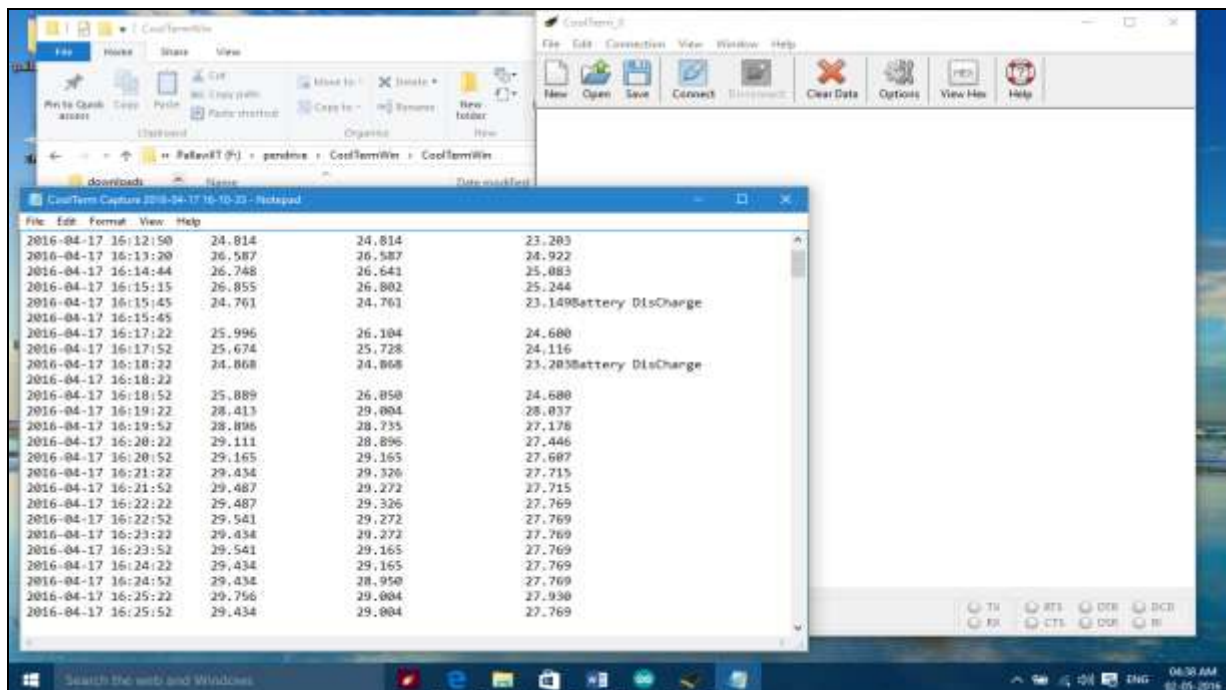 CoolTermWin
File Home Share View
Pin to Quick access
Copy
Paste
Cut
Copy path
Paste shortcut
Move to
Copy to
Delete
Rename
New folder
Clipboard
Organise
New
PallaviIT (F:) › pendrive › CoolTermWin › CoolTermWin
downloads
Name
Date modified
CoolTerm_0
File Edit Connection View Window Help
New Open Save Connect Disconnect Clear Data Options View Hex Help
HEX
CoolTerm Capture 2016-04-17 16-10-33 - Notepad
File Edit Format View Help
2016-04-17 16:12:50 24.814 24.814 23.203
2016-04-17 16:13:20 26.587 26.587 24.922
2016-04-17 16:14:44 26.748 26.641 25.083
2016-04-17 16:15:15 26.855 26.802 25.244
2016-04-17 16:15:45 24.761 24.761 23.149Battery DisCharge
2016-04-17 16:15:45
2016-04-17 16:17:22 25.996 26.104 24.600
2016-04-17 16:17:52 25.674 25.728 24.116
2016-04-17 16:18:22 24.868 24.868 23.203Battery DisCharge
2016-04-17 16:18:22
2016-04-17 16:18:52 25.889 26.050 24.600
2016-04-17 16:19:22 28.413 29.004 28.037
2016-04-17 16:19:52 28.896 28.735 27.178
2016-04-17 16:20:22 29.111 28.896 27.446
2016-04-17 16:20:52 29.165 29.165 27.607
2016-04-17 16:21:22 29.434 29.326 27.715
2016-04-17 16:21:52 29.487 29.272 27.715
2016-04-17 16:22:22 29.487 29.326 27.769
2016-04-17 16:22:52 29.541 29.272 27.769
2016-04-17 16:23:22 29.434 29.272 27.769
2016-04-17 16:23:52 29.541 29.165 27.769
2016-04-17 16:24:22 29.434 29.165 27.769
2016-04-17 16:24:52 29.434 28.950 27.769
2016-04-17 16:25:22 29.756 29.004 27.930
2016-04-17 16:25:52 29.434 29.004 27.769
TX RTS DTR DCD
RX CTS DSR RI
Search the web and Windows
ENG
04:38 AM
02-05-2016